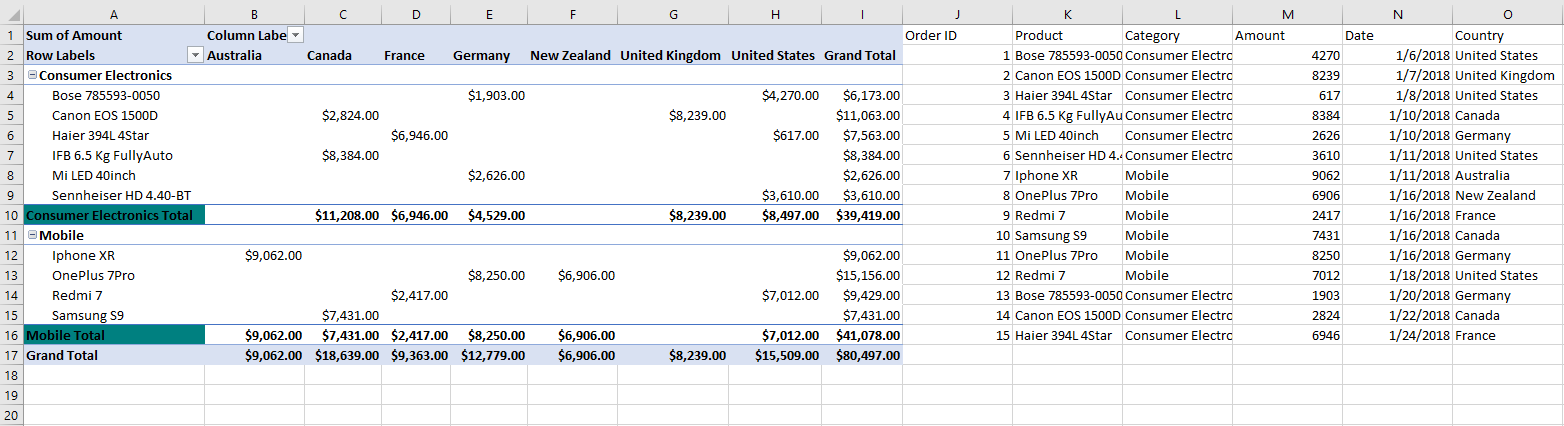 A B C D E F G H I J K L M N O
1 Sum of Amount Column Labe Order ID Product Category Amount Date Country
2 Row Labels Australia Canada France Germany New Zealand United Kingdom United States Grand Total 1 Bose 785593-0050 Consumer Electro 4270 1/6/2018 United States
3 Consumer Electronics 2 Canon EOS 1500D Consumer Electro 8239 1/7/2018 United Kingdom
4 Bose 785593-0050 $1,903.00 $4,270.00 $6,173.00 3 Haier 394L 4Star Consumer Electro 617 1/8/2018 United States
5 Canon EOS 1500D $2,824.00 $8,239.00 $11,063.00 4 IFB 6.5 Kg FullyAu Consumer Electro 8384 1/10/2018 Canada
6 Haier 394L 4Star $6,946.00 $617.00 $7,563.00 5 Mi LED 40inch Consumer Electro 2626 1/10/2018 Germany
7 IFB 6.5 Kg FullyAuto $8,384.00 $8,384.00 6 Sennheiser HD 4.4 Consumer Electro 3610 1/11/2018 United States
8 Mi LED 40inch $2,626.00 $2,626.00 7 Iphone XR Mobile 9062 1/11/2018 Australia
9 Sennheiser HD 4.40-BT $3,610.00 $3,610.00 8 OnePlus 7Pro Mobile 6906 1/16/2018 New Zealand
10 Consumer Electronics Total $11,208.00 $6,946.00 $4,529.00 $8,239.00 $8,497.00 $39,419.00 9 Redmi 7 Mobile 2417 1/16/2018 France
11 Mobile 10 Samsung S9 Mobile 7431 1/16/2018 Canada
12 Iphone XR $9,062.00 $9,062.00 11 OnePlus 7Pro Mobile 8250 1/16/2018 Germany
13 OnePlus 7Pro $8,250.00 $6,906.00 $15,156.00 12 Redmi 7 Mobile 7012 1/18/2018 United States
14 Redmi 7 $2,417.00 $7,012.00 $9,429.00 13 Bose 785593-0050 Consumer Electro 1903 1/20/2018 Germany
15 Samsung S9 $7,431.00 $7,431.00 14 Canon EOS 1500D Consumer Electro 2824 1/22/2018 Canada
16 Mobile Total $9,062.00 $7,431.00 $2,417.00 $8,250.00 $6,906.00 $7,012.00 $41,078.00 15 Haier 394L 4Star Consumer Electro 6946 1/24/2018 France
17 Grand Total $9,062.00 $18,639.00 $9,363.00 $12,779.00 $6,906.00 $8,239.00 $15,509.00 $80,497.00
18
19
20